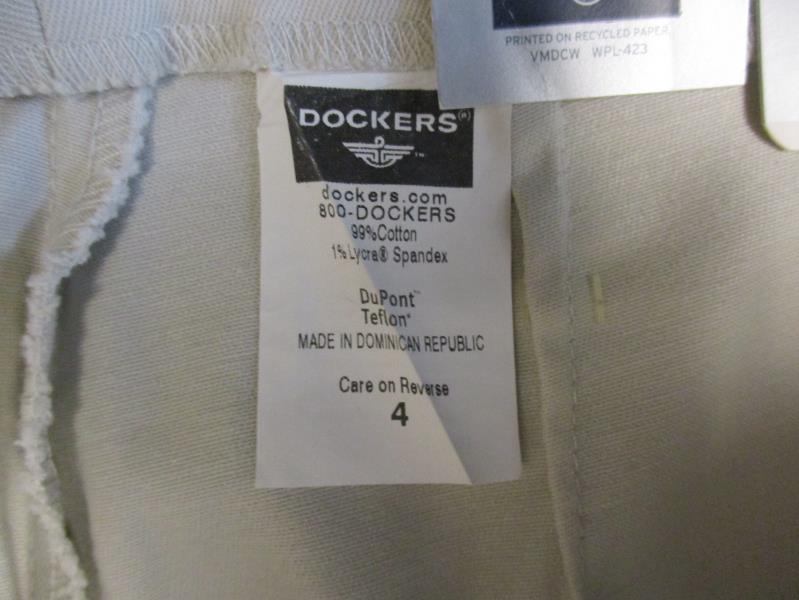 PRINTED ON RECYCLED PAPER
VMDCW WPL-423
DOCKERS(R)
™
dockers.com
800-DOCKERS
99%Cotton
1% Lycra® Spandex
DuPont™
Teflon®
MADE IN DOMINICAN REPUBLIC
Care on Reverse
4